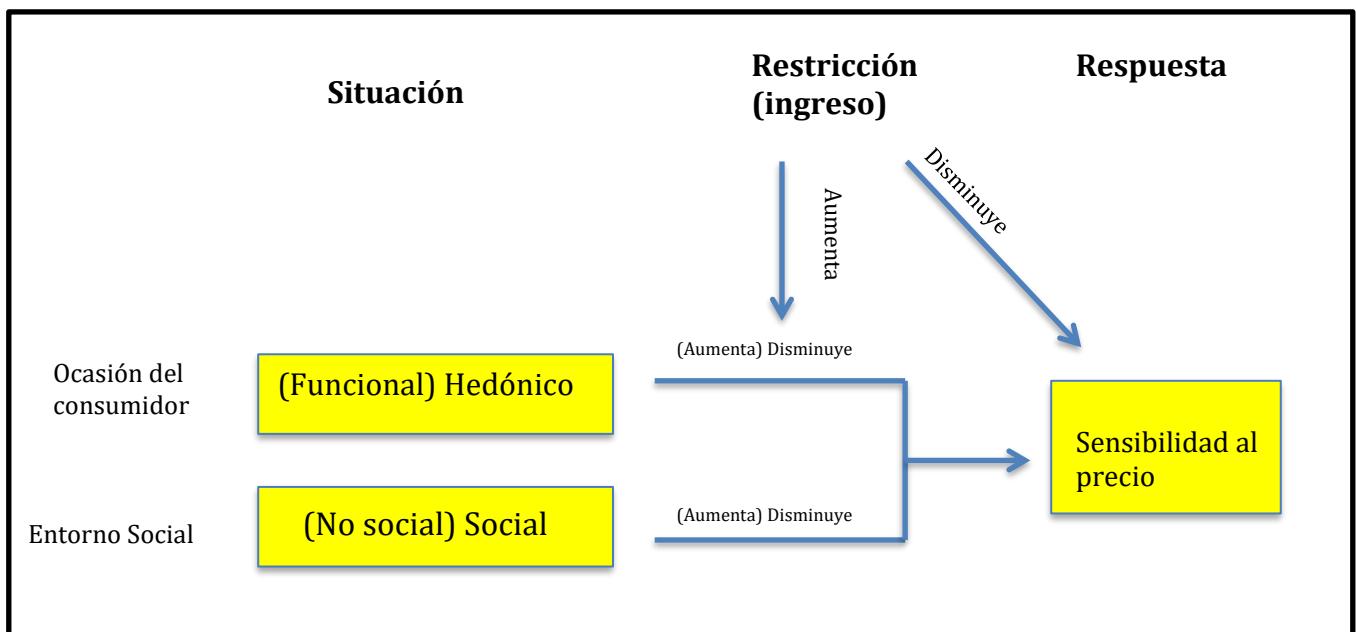 Situación
Restricción
(ingreso)
Respuesta
Disminuye
Aumenta
(Aumenta) Disminuye
Ocasión del
consumidor
(Funcional) Hedónico
Sensibilidad al
precio
Entorno Social
(No social) Social
(Aumenta) Disminuye